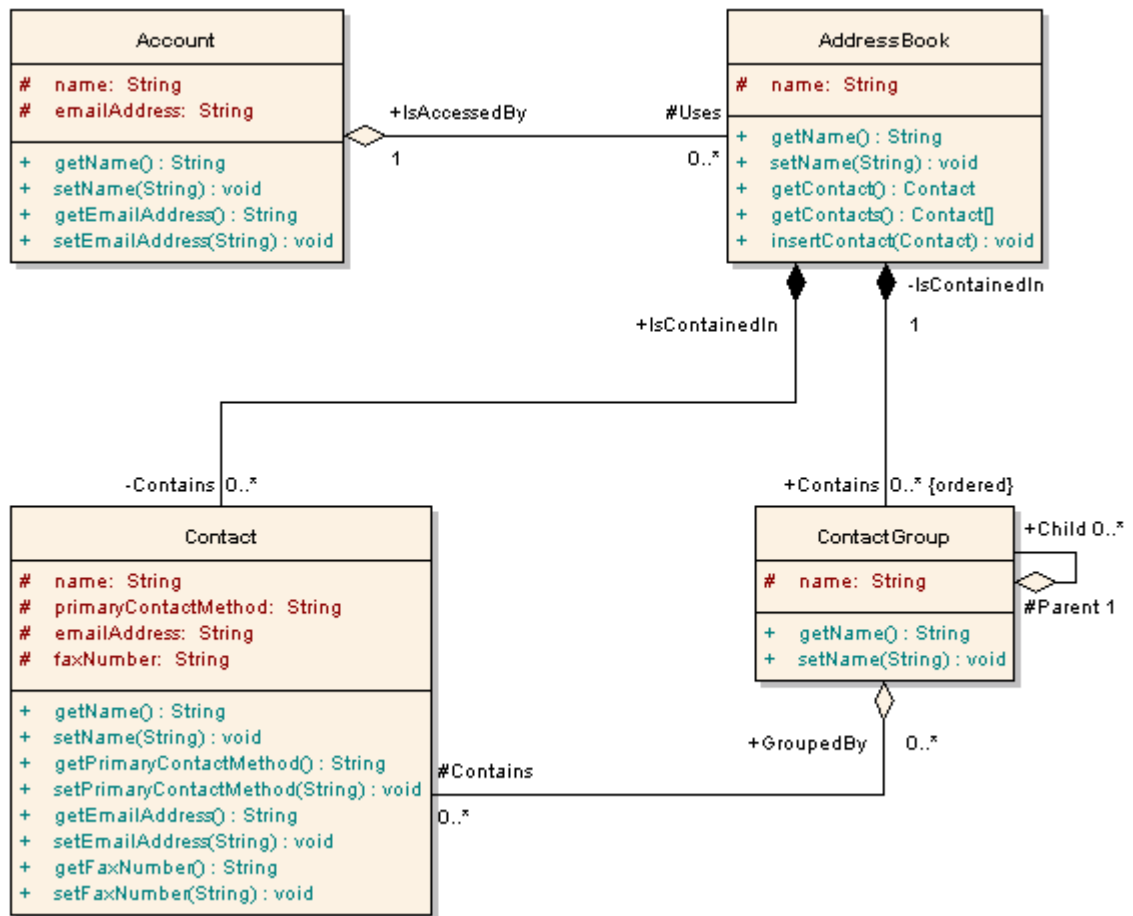 Account
# name: String
# emailAddress: String
+ getName() : String
+ setName(String) : void
+ getEmailAddress() : String
+ setEmailAddress(String) : void
+IsAccessedBy
1
#Uses
0..*
AddressBook
# name: String
+ getName() : String
+ setName(String) : void
+ getContact() : Contact
+ getContacts() : Contact[]
+ insertContact(Contact) : void
+IsContainedIn
-IsContainedIn
1
-Contains 0..*
+Contains 0..* {ordered}
Contact
# name: String
# primaryContactMethod: String
# emailAddress: String
# faxNumber: String
+ getName() : String
+ setName(String) : void
+ getPrimaryContactMethod() : String
+ setPrimaryContactMethod(String) : void
+ getEmailAddress() : String
+ setEmailAddress(String) : void
+ getFaxNumber() : String
+ setFaxNumber(String) : void
ContactGroup
# name: String
+ getName() : String
+ setName(String) : void
+Child 0..*
#Parent 1
+GroupedBy 0..*
#Contains
0..*